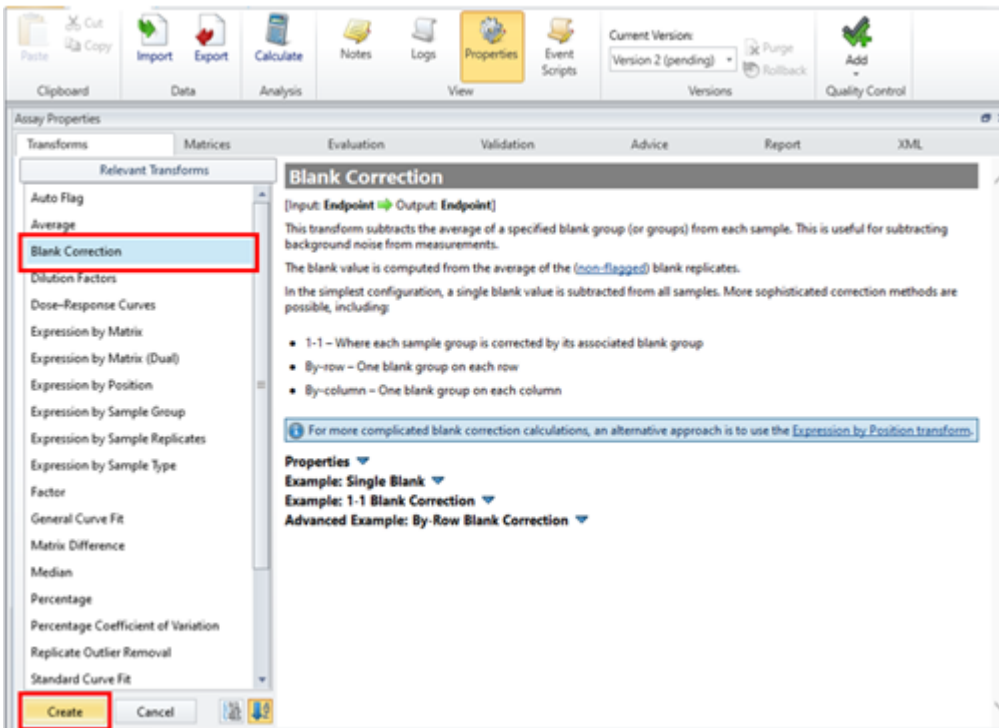 Paste
Cut
Copy
Import
Export
Calculate
Notes
Logs
Properties
Event
Scripts
Current Version:
Version 2 (pending)
Purge
Rollback
Add
Clipboard
Data
Analysis
View
Versions
Quality Control
Assay Properties
Transforms
Matrices
Evaluation
Validation
Advice
Report
XML
Relevant Transforms
Auto Flag
Average
Blank Correction
Dilution Factors
Dose–Response Curves
Expression by Matrix
Expression by Matrix (Dual)
Expression by Position
Expression by Sample Group
Expression by Sample Replicates
Expression by Sample Type
Factor
General Curve Fit
Matrix Difference
Median
Percentage
Percentage Coefficient of Variation
Replicate Outlier Removal
Standard Curve Fit
Create
Cancel
Blank Correction
[Input: Endpoint Output: Endpoint]
This transform subtracts the average of a specified blank group (or groups) from each sample. This is useful for subtracting
background noise from measurements.
The blank value is computed from the average of the (non-flagged) blank replicates.
In the simplest configuration, a single blank value is subtracted from all samples. More sophisticated correction methods are
possible, including:
• 1-1 – Where each sample group is corrected by its associated blank group
• By-row – One blank group on each row
• By-column – One blank group on each column
For more complicated blank correction calculations, an alternative approach is to use the Expression by Position transform.
Properties
Example: Single Blank
Example: 1-1 Blank Correction
Advanced Example: By-Row Blank Correction